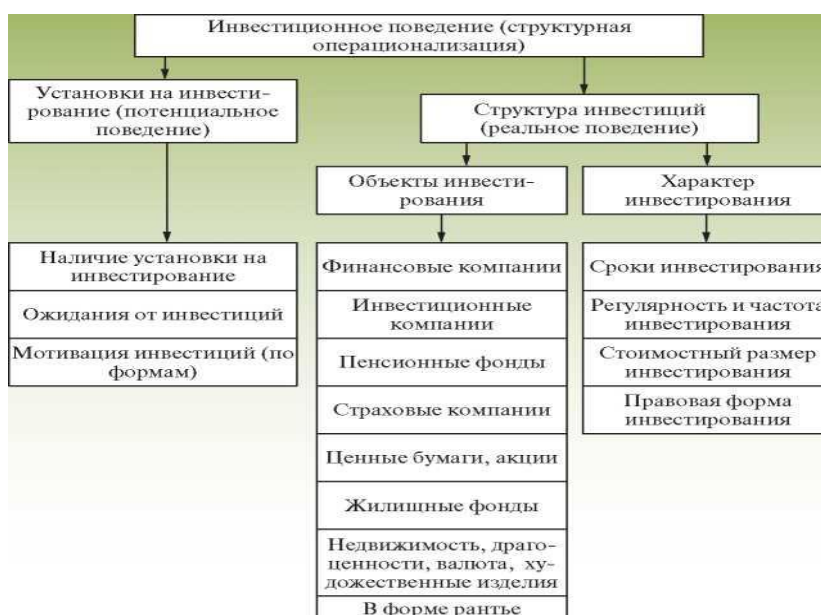 Инвестиционное поведение (структурная
операционализация)
Установки на инвести-
рование (потенциальное
поведение)
Структура инвестиций
(реальное поведение)
Объекты инвести-
рования
Характер
инвестирования
Наличие установки на
инвестирование
Ожидания от инвестиций
Мотивация инвестиций (по
формам)
Финансовые компании
Инвестиционные
компании
Пенсионные фонды
Страховые компании
Ценные бумаги, акции
Жилищные фонды
Недвижимость, драго-
ценности, валюта, ху-
дожественные изделия
В форме рантье
Сроки инвестирования
Регулярность и частота
инвестирования
Стоимостный размер
инвестирования
Правовая форма
инвестирования